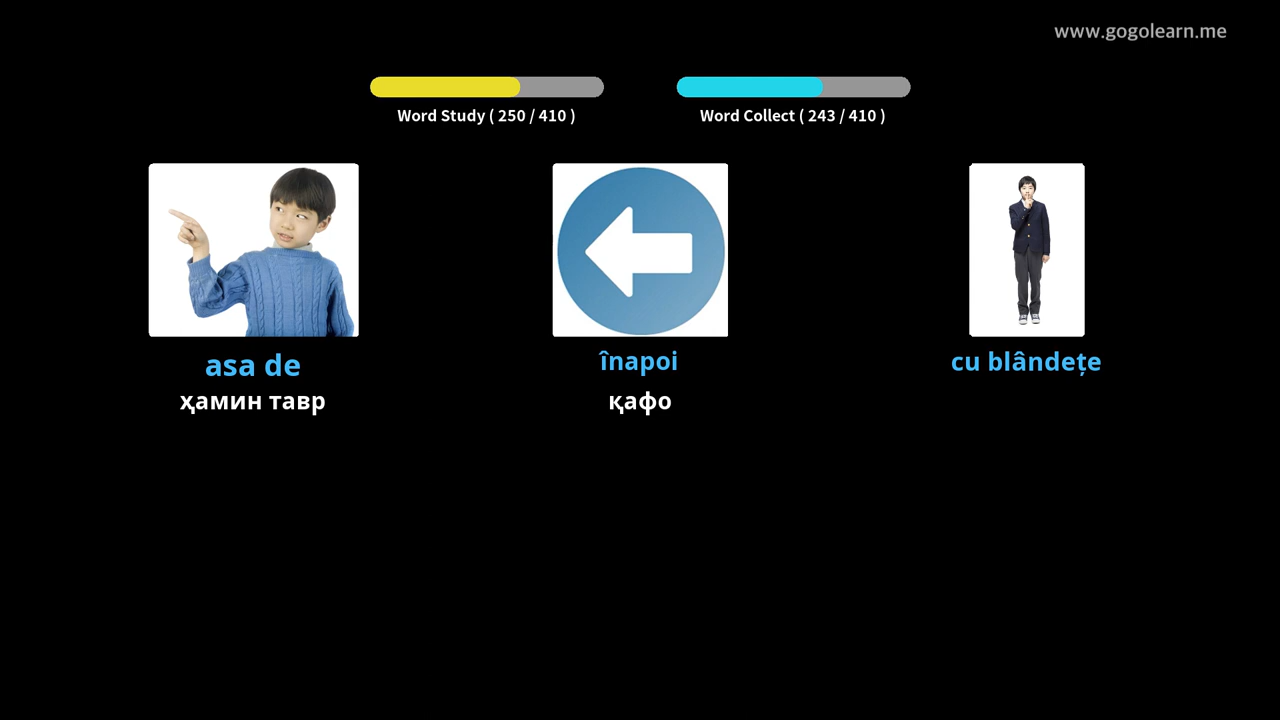 www.gogolearn.me
Word Study ( 250 / 410 )
Word Collect ( 243 / 410 )
asa de
înapoi
cu blândețe
ҳамин тавр
қафо